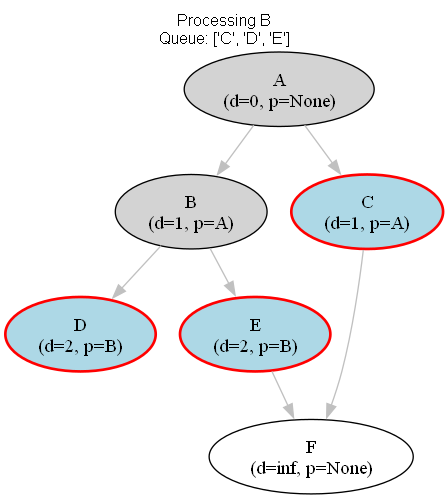 Processing B
Queue: ['C', 'D', 'E']
A
(d=0, p=None)
B
(d=1, p=A)
C
(d=1, p=A)
D
(d=2, p=B)
E
(d=2, p=B)
F
(d=inf, p=None)